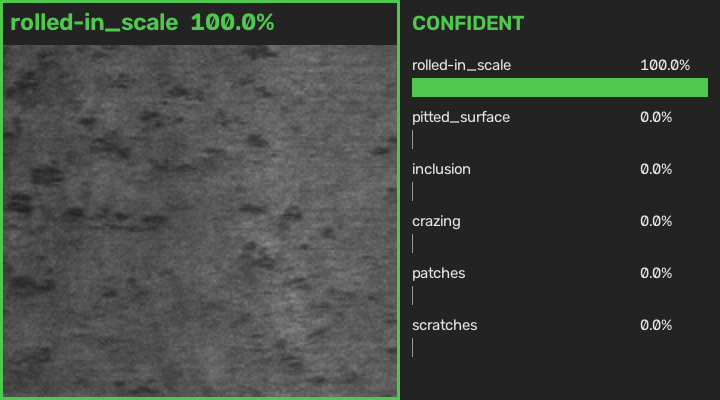 rolled-in_scale 100.0%
CONFIDENT
rolled-in_scale 100.0%
pitted_surface 0.0%
inclusion 0.0%
crazing 0.0%
patches 0.0%
scratches 0.0%